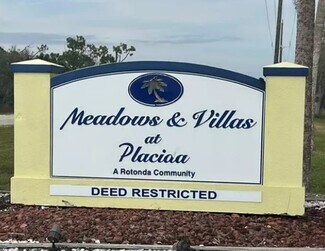 Meadows & Villas
at
Placida
A Rotonda Community
DEED RESTRICTED